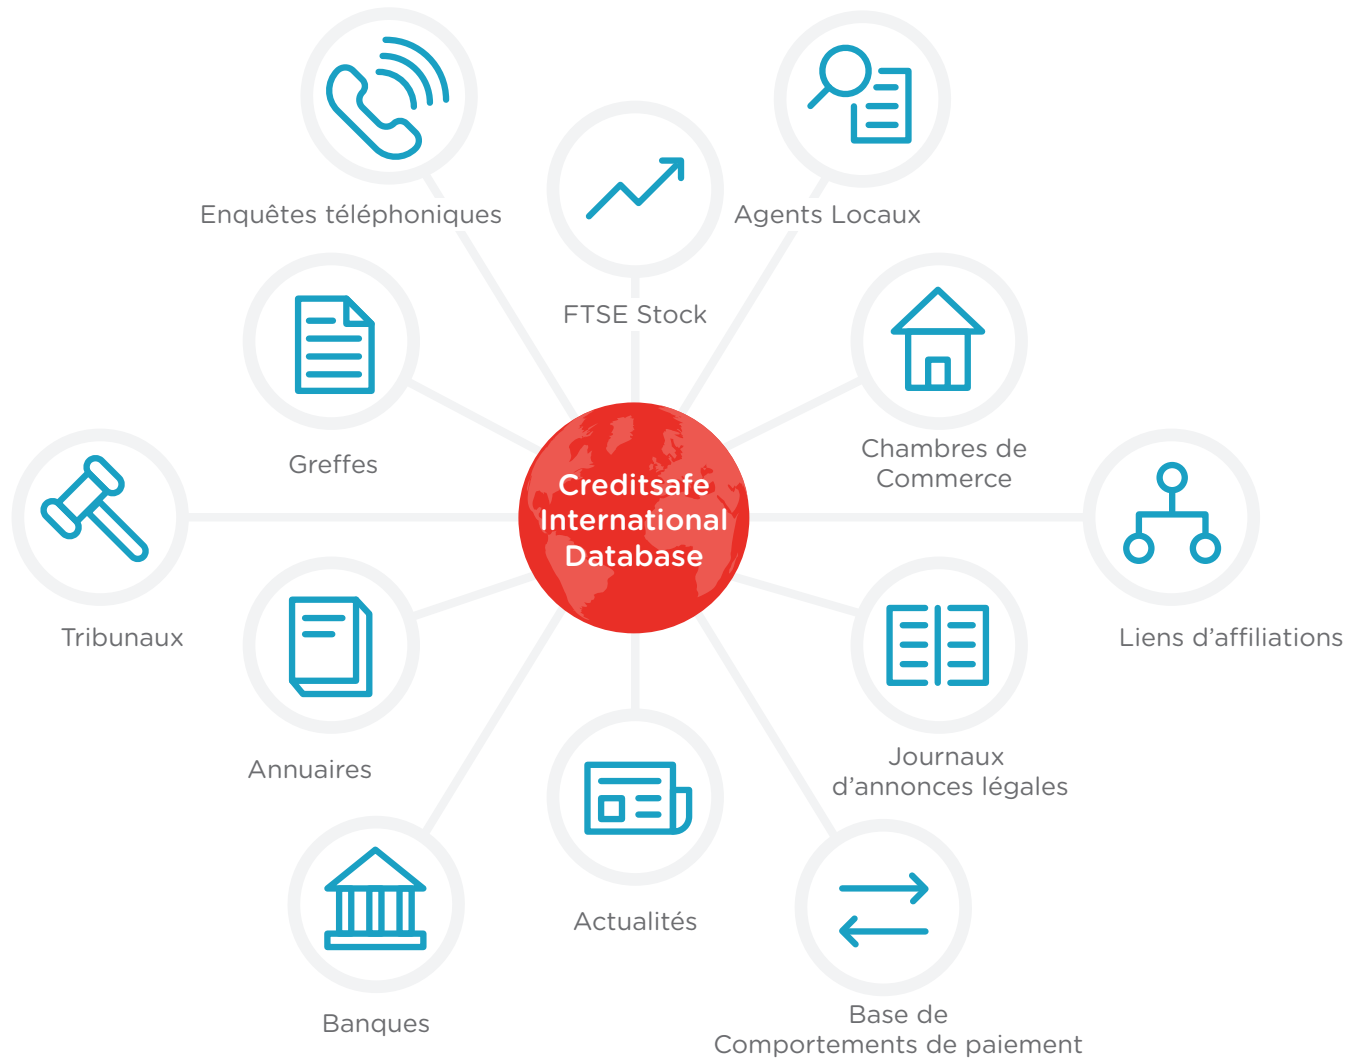 Enquêtes téléphoniques
Agents Locaux
FTSE Stock
Greffes
Chambres de
Commerce
Creditsafe
International
Database
Tribunaux
Liens d’affiliations
Annuaires
Journaux
d’annonces légales
Actualités
Banques
Base de
Comportements de paiement